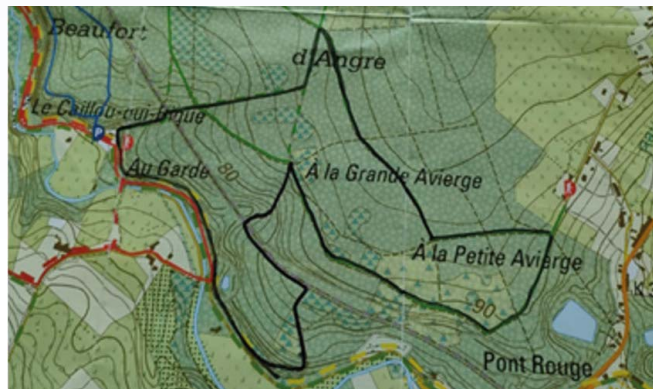 Beaufort
d'Angre
Le Caillou-qui-Bique
Au Garde
80
À la Grande Avierge
À la Petite Avierge
90
Pont Rouge